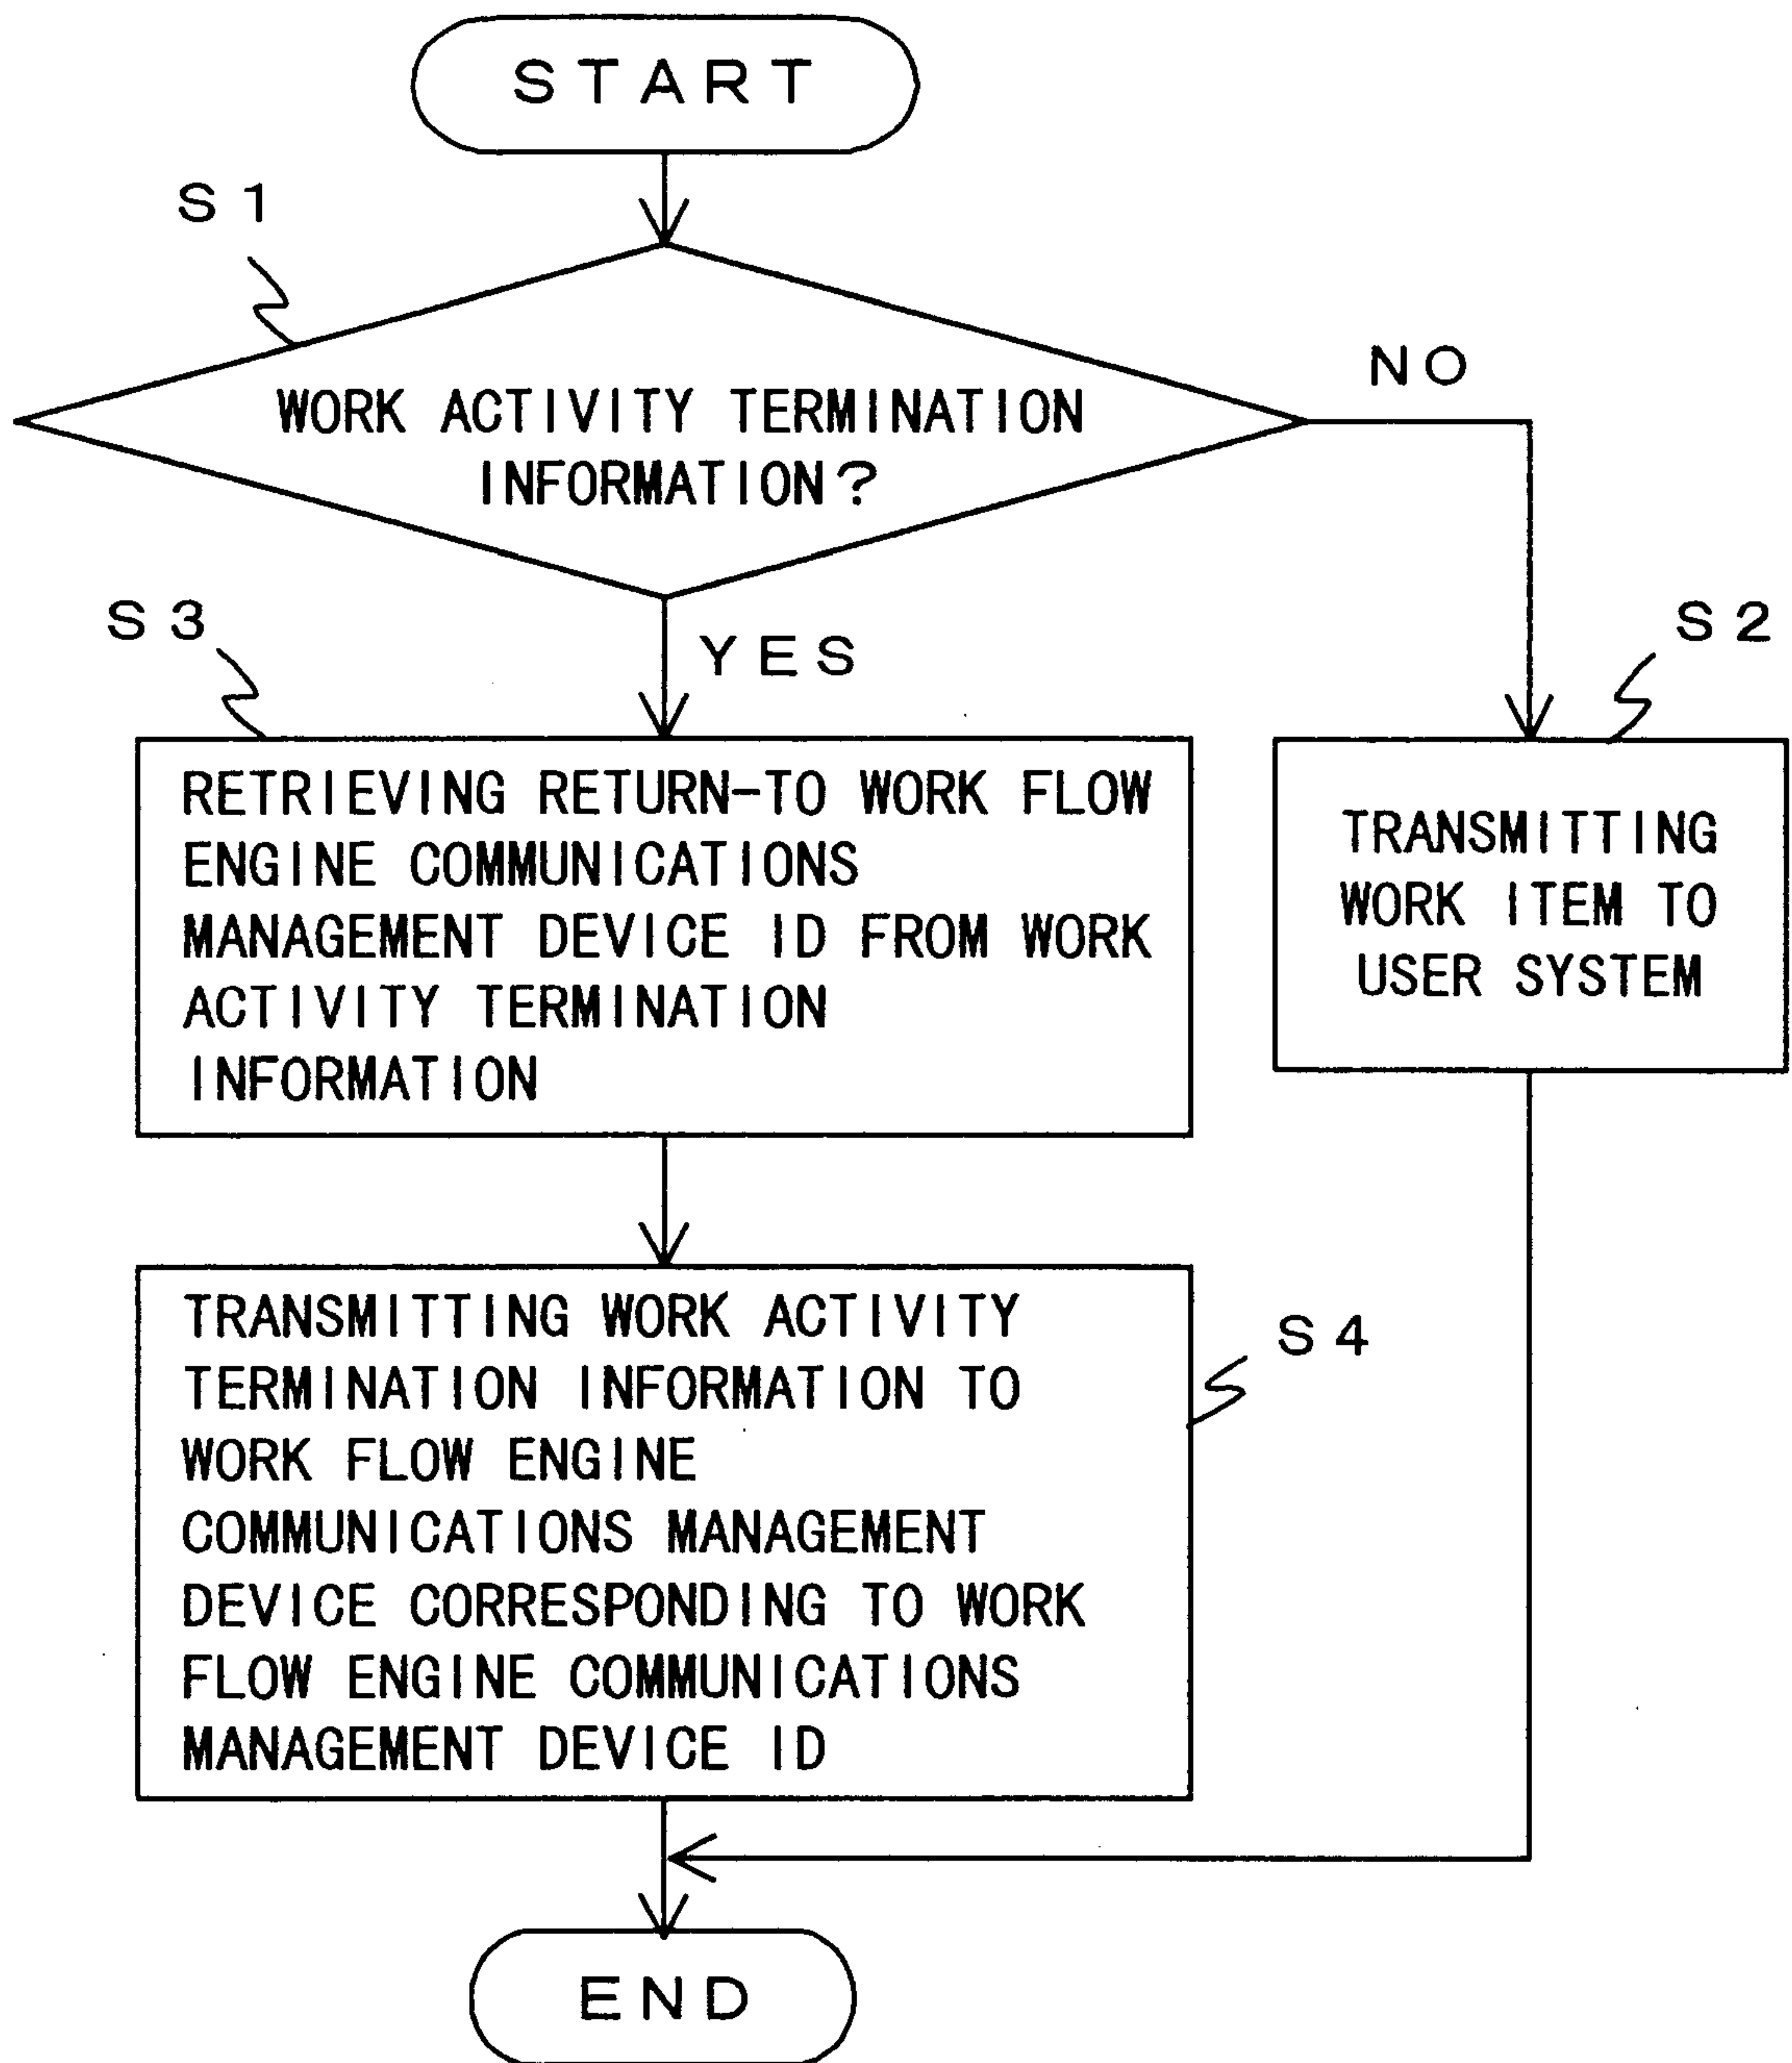 START
S1
WORK ACTIVITY TERMINATION
INFORMATION?
NO
YES
S3
RETRIEVING RETURN-TO WORK FLOW
ENGINE COMMUNICATIONS
MANAGEMENT DEVICE ID FROM WORK
ACTIVITY TERMINATION
INFORMATION
S2
TRANSMITTING
WORK ITEM TO
USER SYSTEM
TRANSMITTING WORK ACTIVITY
TERMINATION INFORMATION TO
WORK FLOW ENGINE
COMMUNICATIONS MANAGEMENT
DEVICE CORRESPONDING TO WORK
FLOW ENGINE COMMUNICATIONS
MANAGEMENT DEVICE ID
S4
END